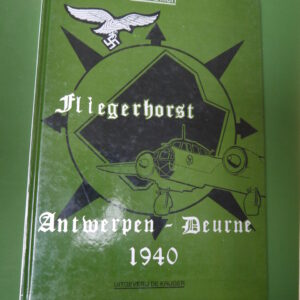 Fliegerhorst
Antwerpen - Deurne
1940
UITGEVERIJ DE KRIJGER